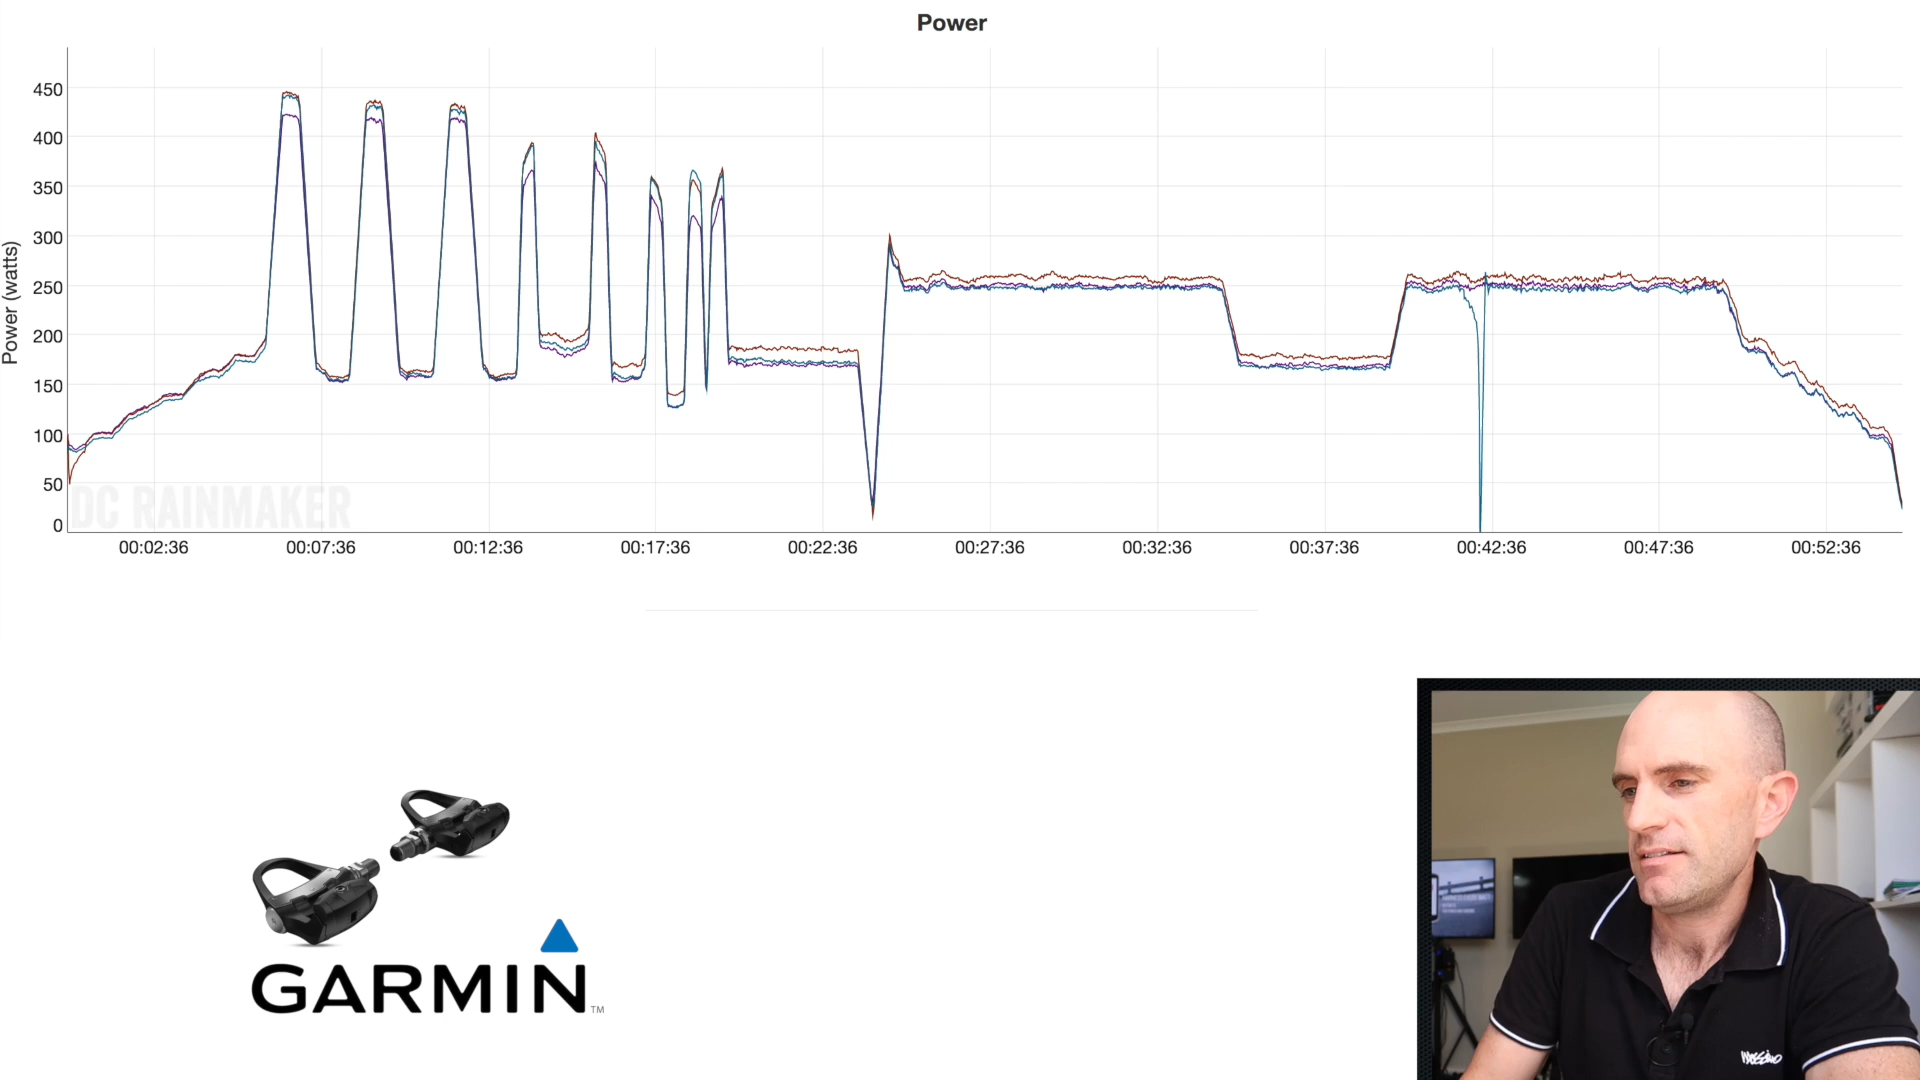 Power
Power (watts)
450
400
350
300
250
200
150
100
50
0
DC RAINMAKER
00:02:36 00:07:36 00:12:36 00:17:36 00:22:36 00:27:36 00:32:36 00:37:36 00:42:36 00:47:36 00:52:36
GARMIN™
Mossimo